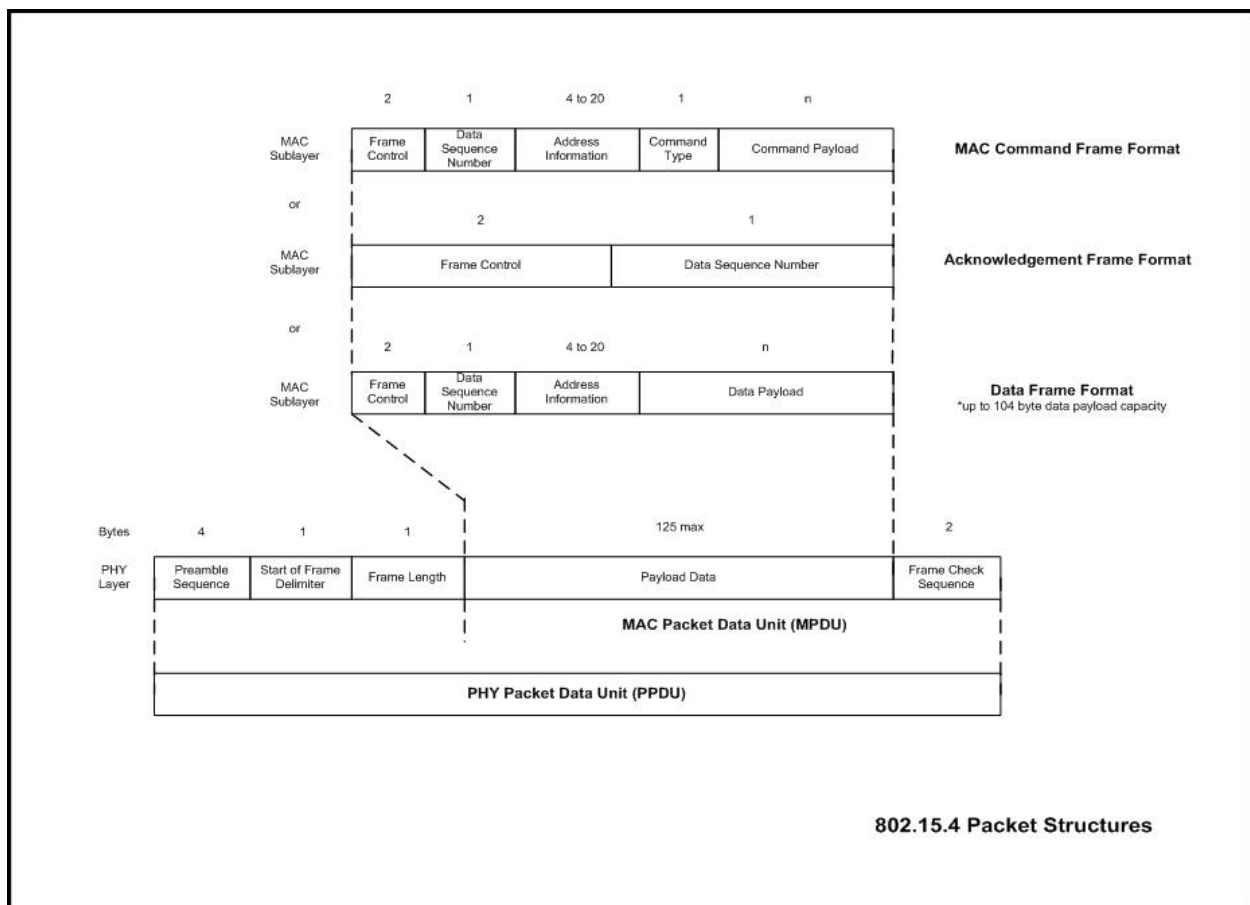 2 1 4 to 20 1 n
MAC Sublayer
Frame Control
Data Sequence Number
Address Information
Command Type
Command Payload
MAC Command Frame Format
or
2 1
MAC Sublayer
Frame Control
Data Sequence Number
Acknowledgement Frame Format
or
2 1 4 to 20 n
MAC Sublayer
Frame Control
Data Sequence Number
Address Information
Data Payload
Data Frame Format
*up to 104 byte data payload capacity
Bytes 4 1 1 125 max 2
PHY Layer
Preamble Sequence
Start of Frame Delimiter
Frame Length
Payload Data
Frame Check Sequence
MAC Packet Data Unit (MPDU)
PHY Packet Data Unit (PPDU)
802.15.4 Packet Structures